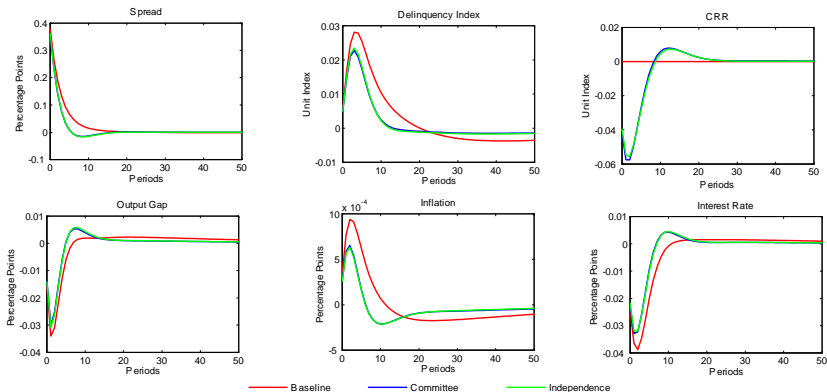 Spread
Delinquency Index
CRR
Percentage Points
0.4
0.3
0.2
0.1
0
-0.1
0 10 20 30 40 50
Periods
Unit Index
0.03
0.02
0.01
0
-0.01
0 10 20 30 40 50
Periods
Unit Index
0.02
0
-0.02
-0.04
-0.06
0 10 20 30 40 50
Periods
Output Gap
Inflation
Interest Rate
Percentage Points
0.01
0
-0.01
-0.02
-0.03
-0.04
0 10 20 30 40 50
Periods
Percentage Points
x 10-4
10
5
0
-5
0 10 20 30 40 50
Periods
Percentage Points
0.01
0
-0.01
-0.02
-0.03
-0.04
0 10 20 30 40 50
Periods
Baseline Committee Independence